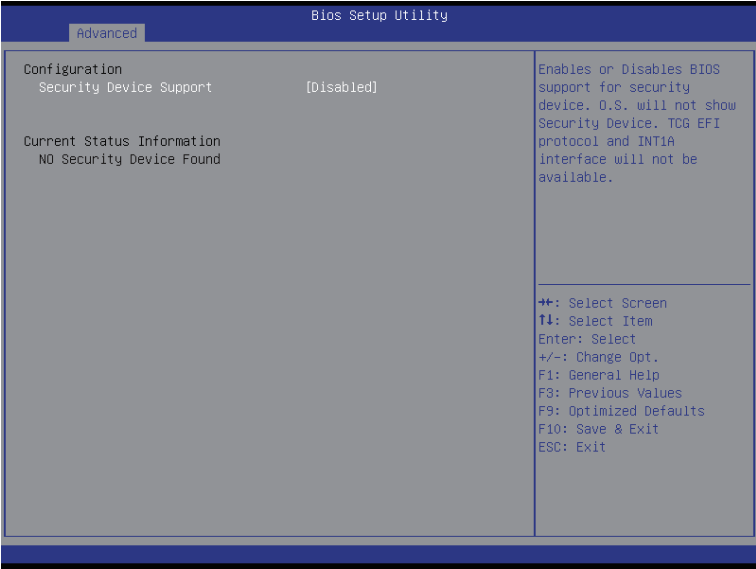 Bios Setup Utility
Advanced
Configuration
Security Device Support [Disabled]
Current Status Information
NO Security Device Found
Enables or Disables BIOS
support for security
device. O.S. will not show
Security Device. TCG EFI
protocol and INT1A
interface will not be
available.
→←: Select Screen
↑↓: Select Item
Enter: Select
+/-: Change Opt.
F1: General Help
F3: Previous Values
F9: Optimized Defaults
F10: Save & Exit
ESC: Exit